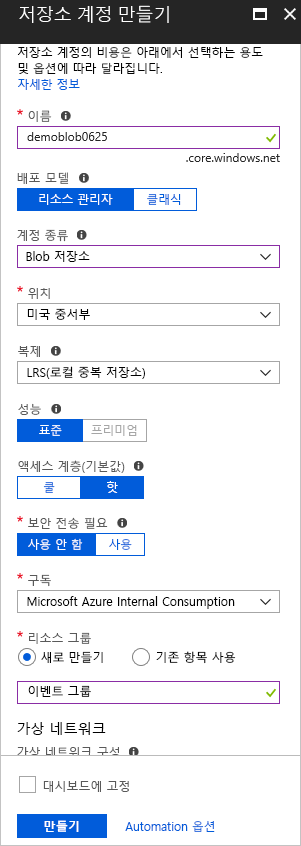 저장소 계정 만들기
저장소 계정의 비용은 아래에서 선택하는 용도
및 옵션에 따라 달라집니다.
자세한 정보
* 이름
demoblob0625
.core.windows.net
배포 모델
리소스 관리자 클래식
계정 종류
Blob 저장소
* 위치
미국 중서부
복제
LRS(로컬 중복 저장소)
성능
표준 프리미엄
액세스 계층(기본값)
쿨 핫
* 보안 전송 필요
사용 안 함 사용
* 구독
Microsoft Azure Internal Consumption
* 리소스 그룹
새로 만들기 기존 항목 사용
이벤트 그룹
가상 네트워크
가상 네트워크 구성
대시보드에 고정
만들기 Automation 옵션